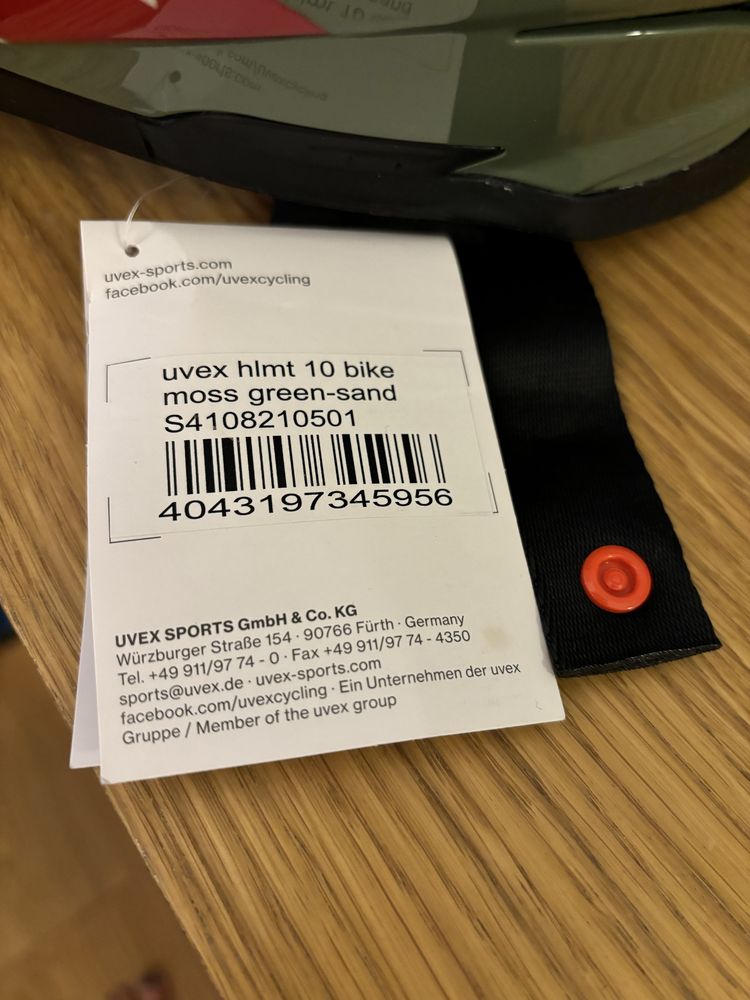 uvex-sports.com
facebook.com/uvexcycling
uvex hlmt 10 bike
moss green-sand
S4108210501
4043197345956
UVEX SPORTS GmbH & Co. KG
Würzburger Straße 154 · 90766 Fürth · Germany
Tel. +49 911/97 74 - 0 · Fax +49 911/97 74 - 4350
sports@uvex.de · uvex-sports.com
facebook.com/uvexcycling · Ein Unternehmen der uvex
Gruppe / Member of the uvex group